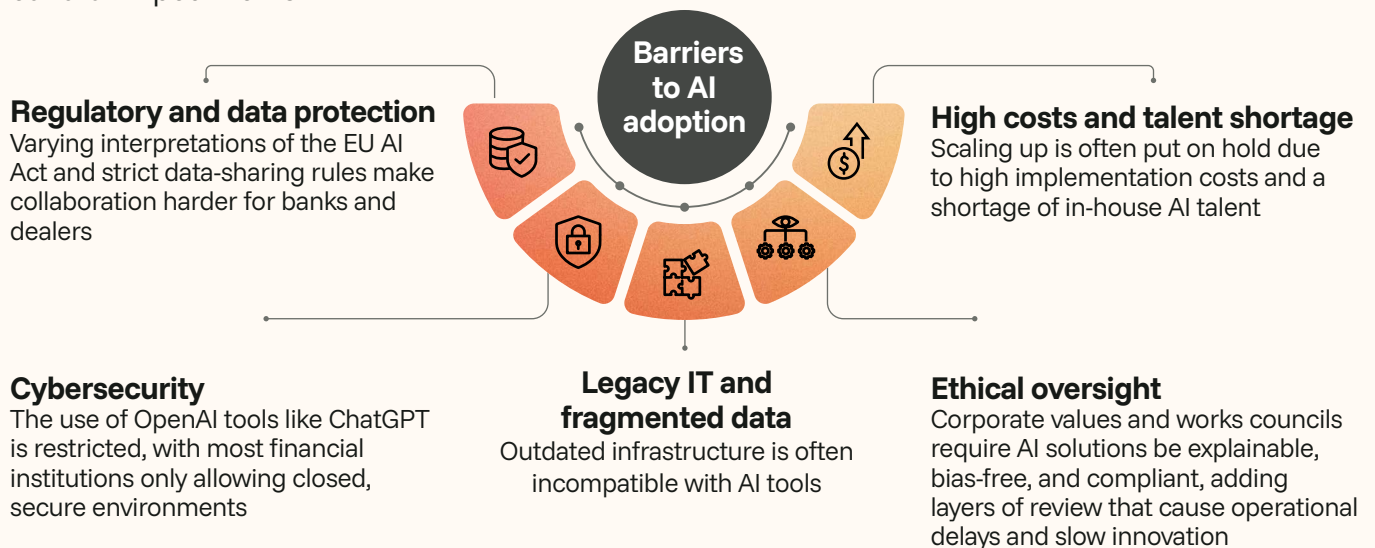 Barriers
to AI
adoption
Regulatory and data protection
Varying interpretations of the EU AI
Act and strict data-sharing rules make
collaboration harder for banks and
dealers
High costs and talent shortage
Scaling up is often put on hold due
to high implementation costs and a
shortage of in-house AI talent
Cybersecurity
The use of OpenAI tools like ChatGPT
is restricted, with most financial
institutions only allowing closed,
secure environments
Legacy IT and
fragmented data
Outdated infrastructure is often
incompatible with AI tools
Ethical oversight
Corporate values and works councils
require AI solutions be explainable,
bias-free, and compliant, adding
layers of review that cause operational
delays and slow innovation